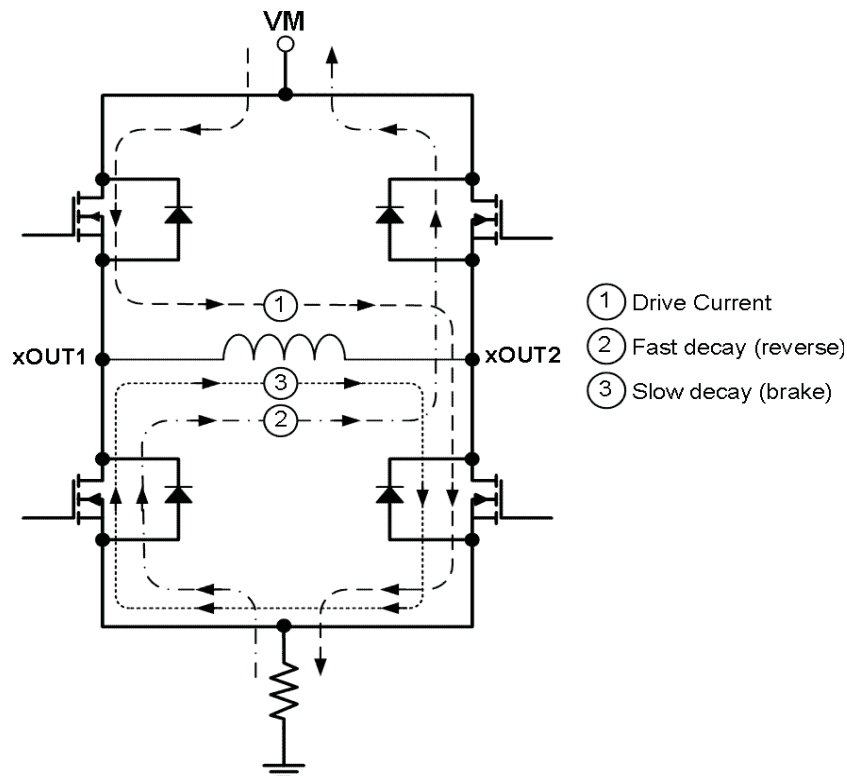 VM
1
xOUT1
xOUT2
3
2
1 Drive Current
2 Fast decay (reverse)
3 Slow decay (brake)